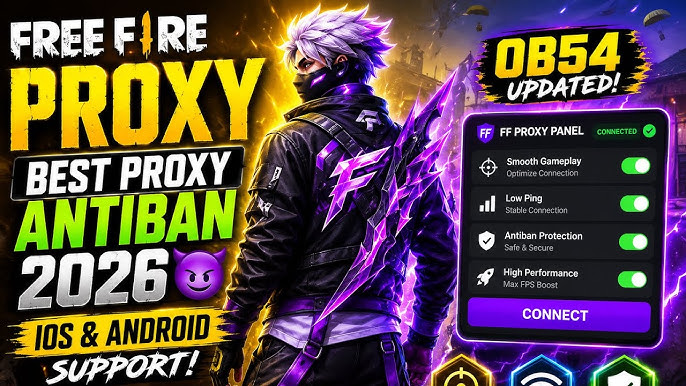 FREE FIRE
PROXY
BEST PROXY
ANTIBAN
2026
IOS & ANDROID
SUPPORT!
OB54
UPDATED!
FF
FF PROXY PANEL
CONNECTED
Smooth Gameplay
Optimize Connection
Low Ping
Stable Connection
Antiban Protection
Safe & Secure
High Performance
Max FPS Boost
CONNECT